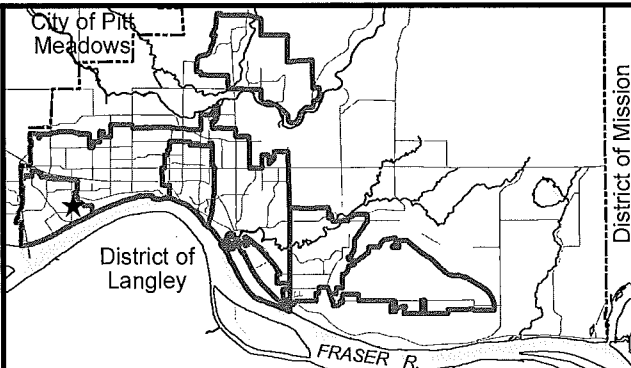 City of Pitt
Meadows
District of Mission
District of
Langley
FRASER R.